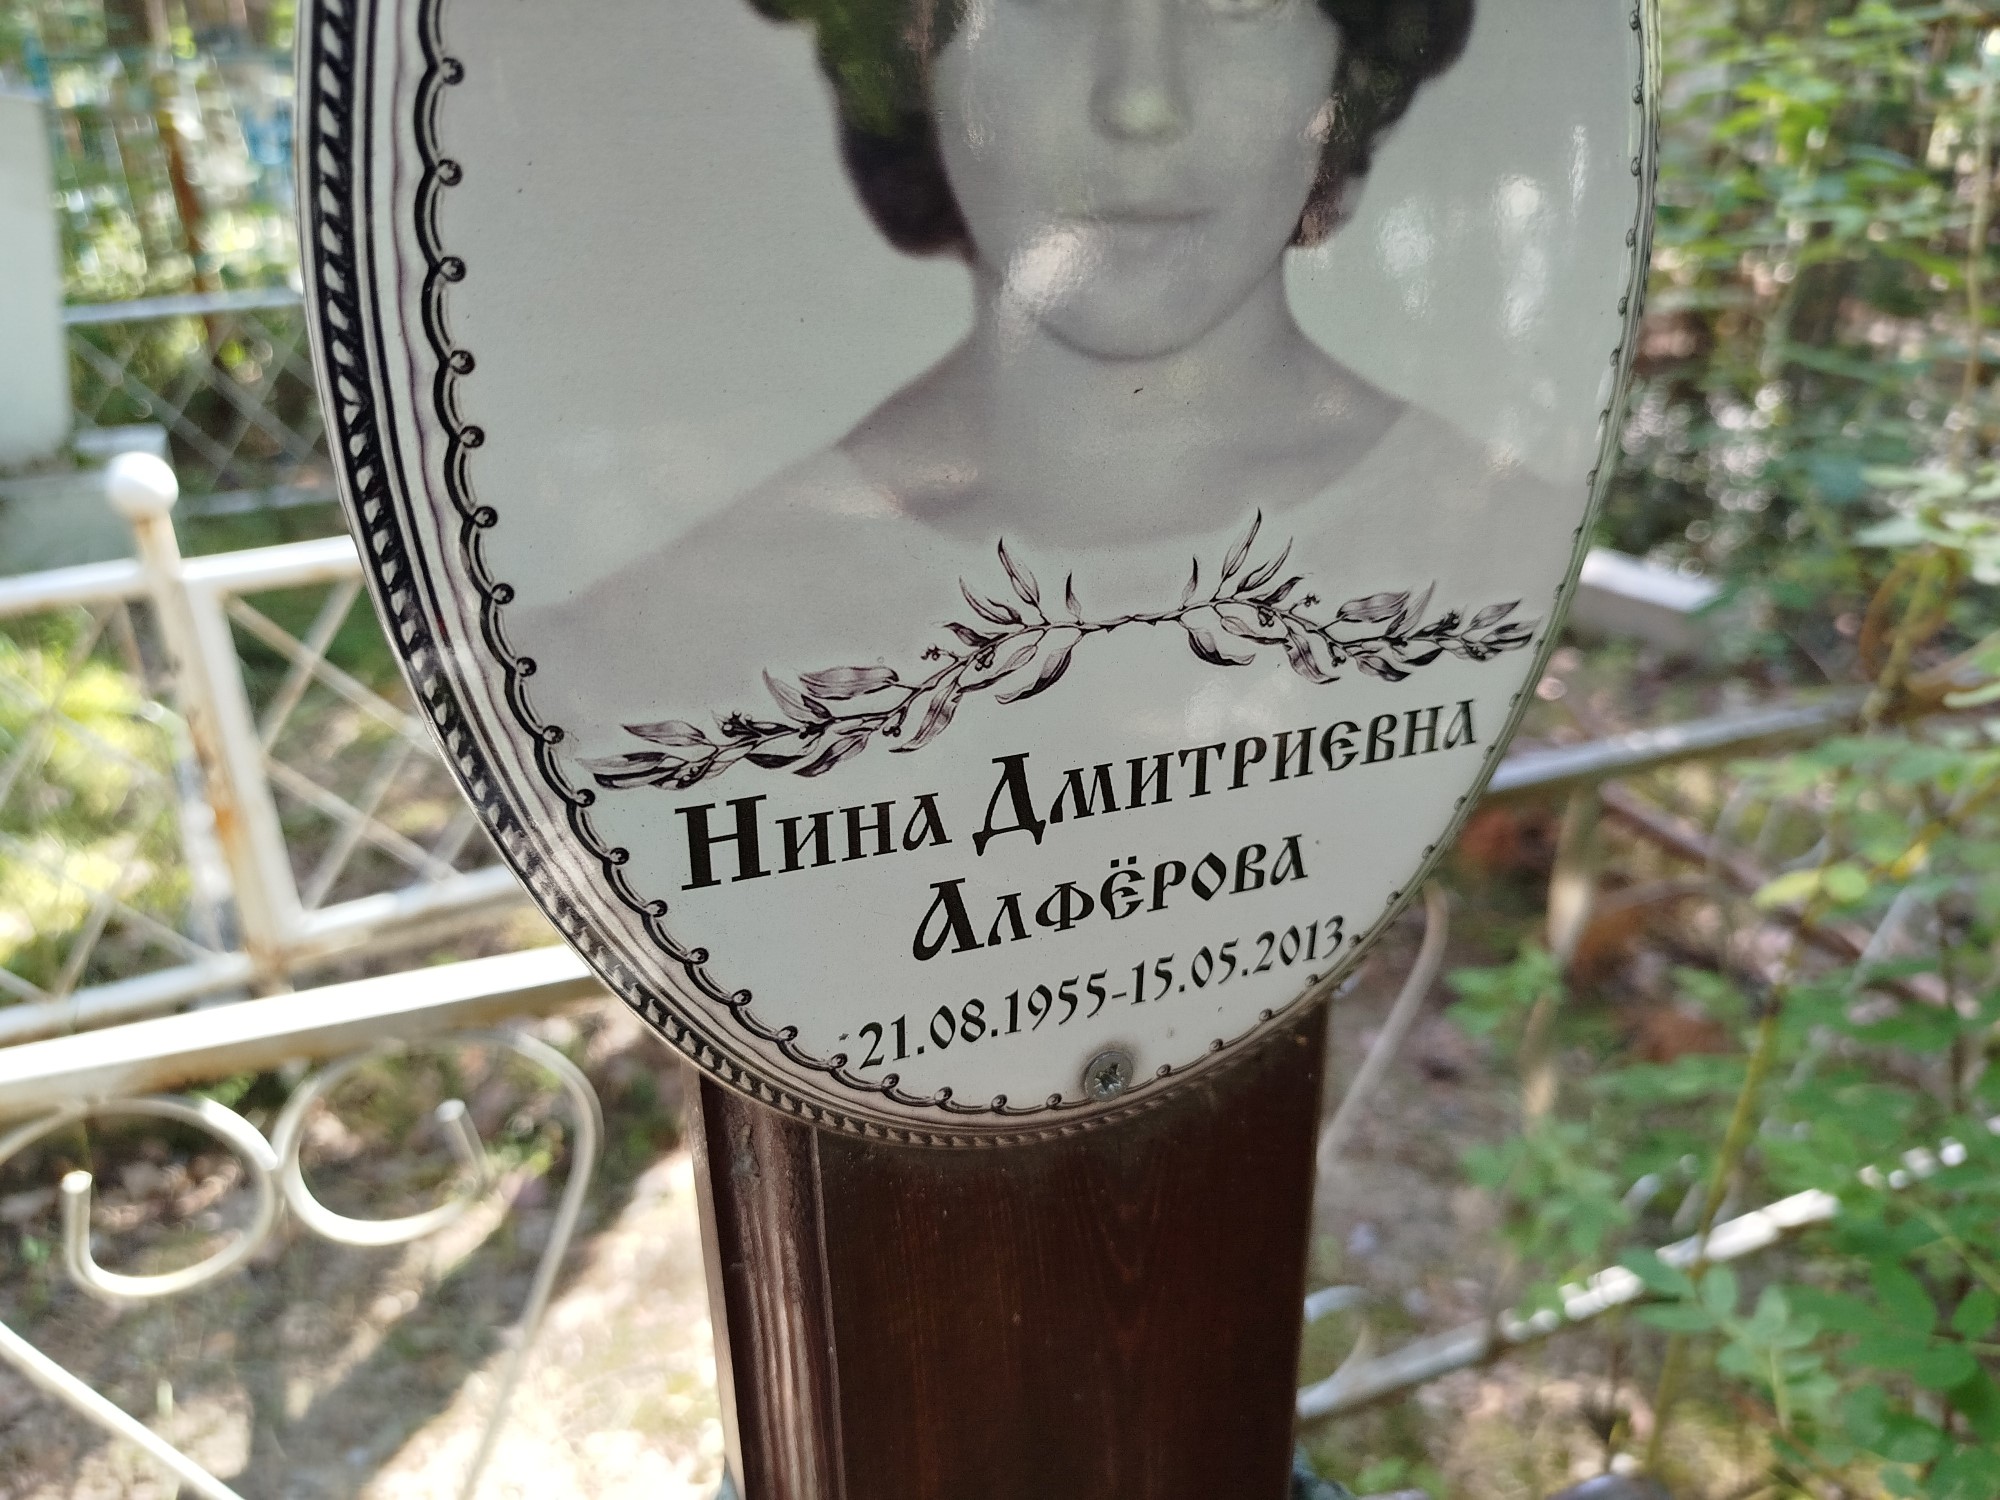 Нина Дмитриевна
Алфёрова
21.08.1955-15.05.2013